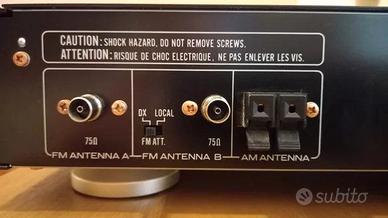 CAUTION: SHOCK HAZARD, DO NOT REMOVE SCREWS.
ATTENTION: RISQUE DE CHOC ELECTRIQUE, NE PAS ENLEVER LES VIS.
DX LOCAL
75Ω FM ATT. 75Ω
FM ANTENNA A FM ANTENNA B AM ANTENNA
subito